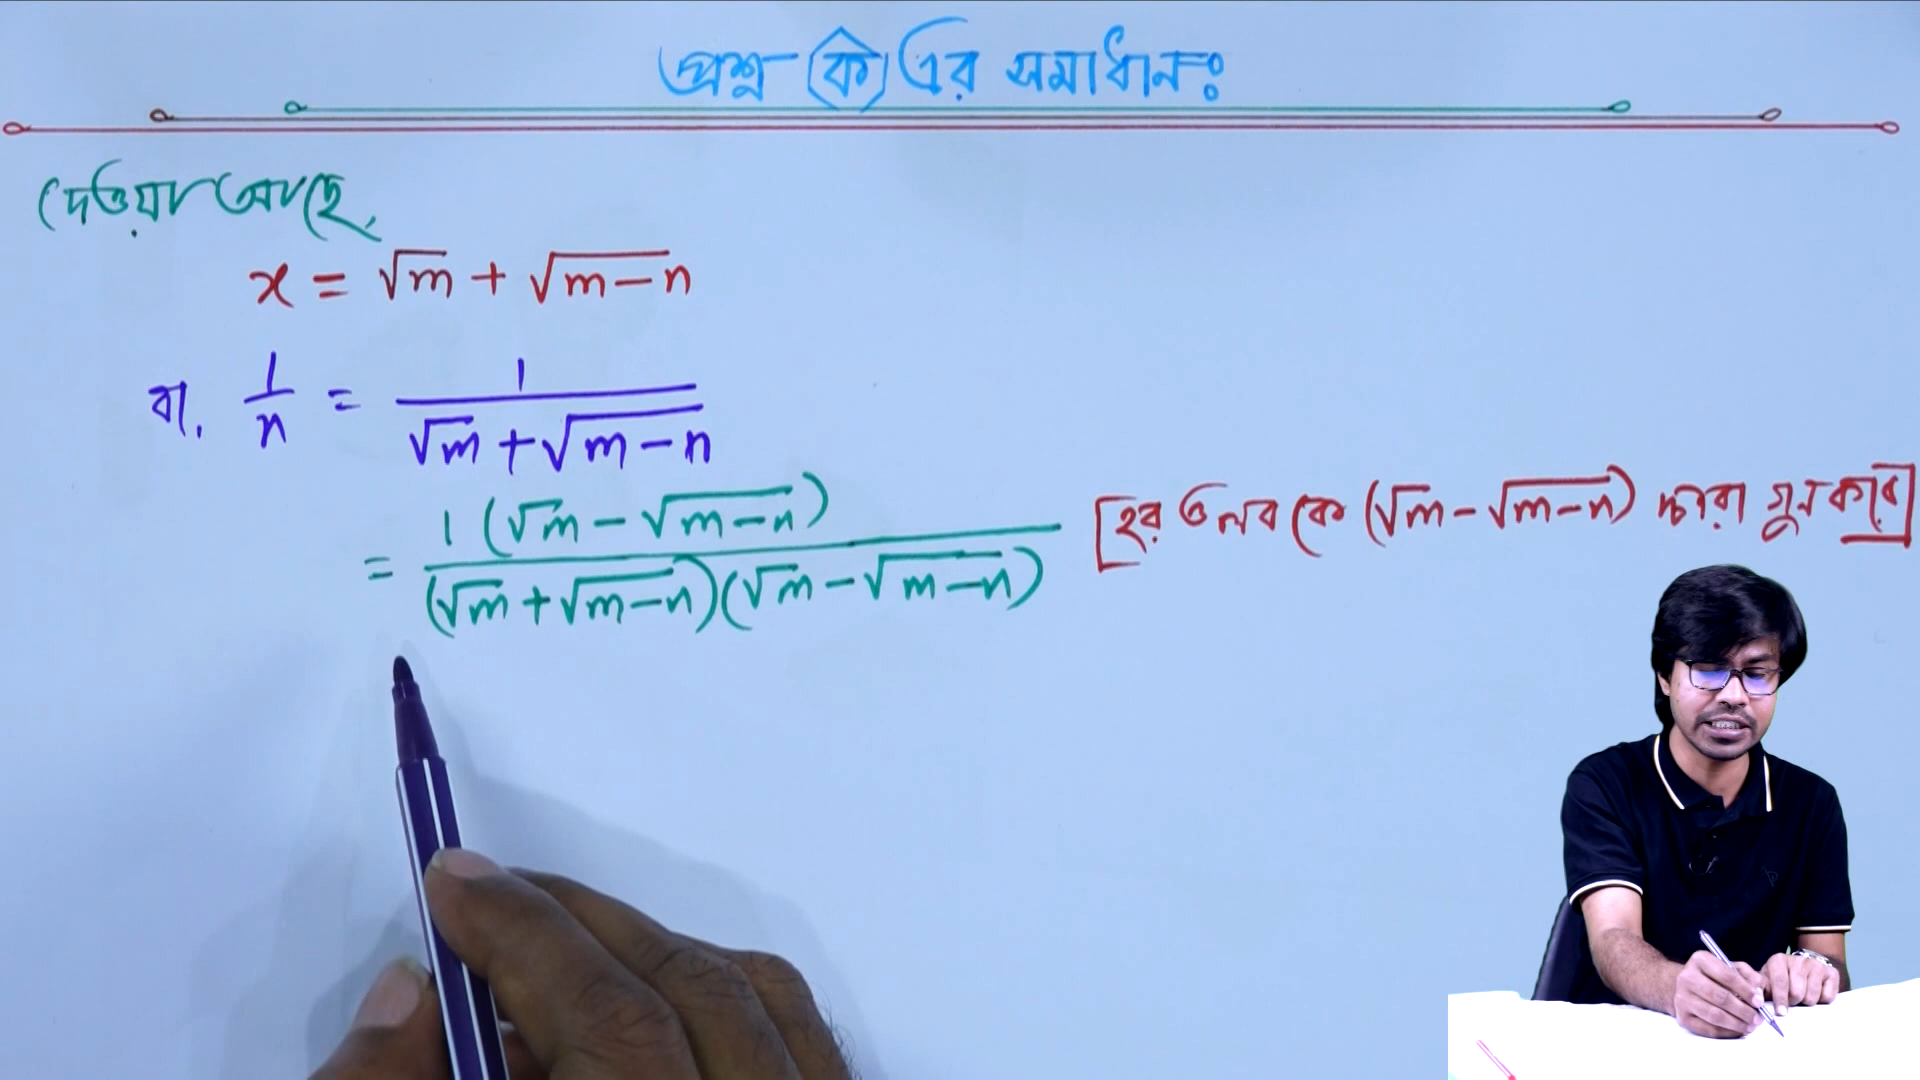 প্রশ্ন (ক) এর সমাধানঃ
দেওয়া আছে,
x = √m + √(m-n)
বা, 1/x = 1/(√m + √(m-n))
= 1(√m - √(m-n)) / (√m + √(m-n))(√m - √(m-n)) [হর ও লব কে (√m - √(m-n)) দ্বারা গুন করে]